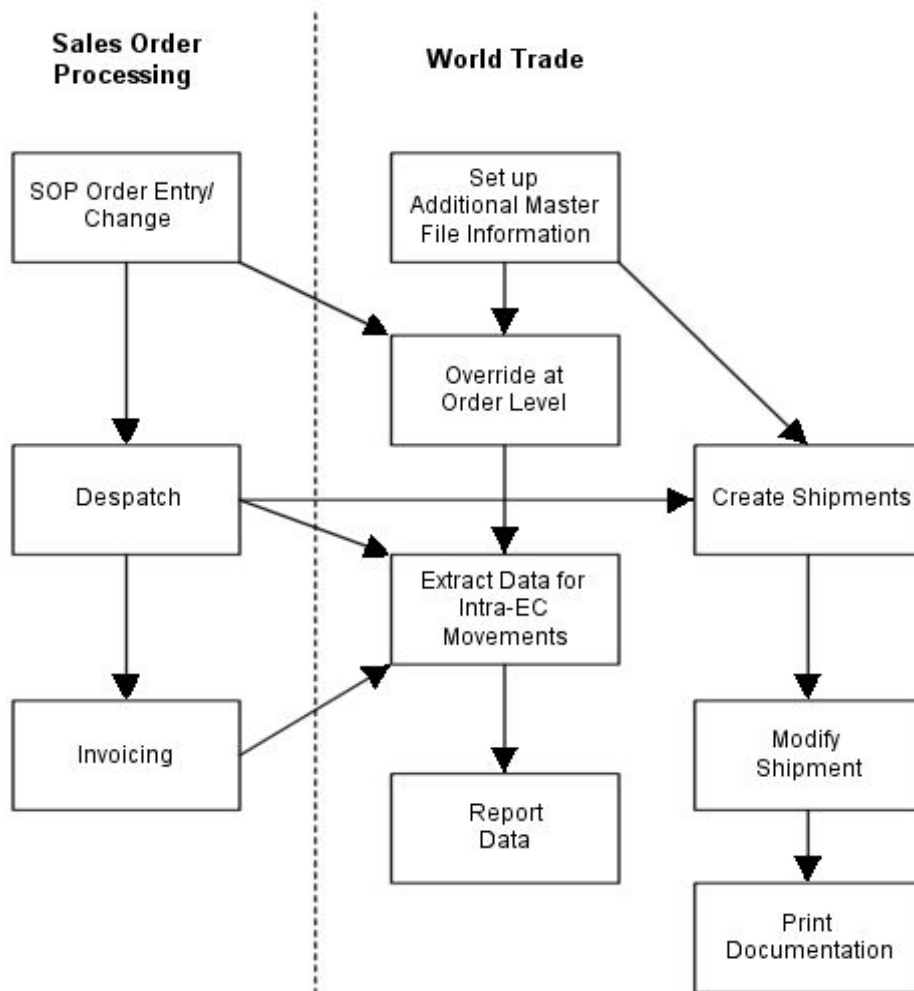 Sales Order
Processing
World Trade
SOP Order Entry/
Change
Set up
Additional Master
File Information
Override at
Order Level
Despatch
Create Shipments
Extract Data for
Intra-EC
Movements
Invoicing
Modify
Shipment
Report
Data
Print
Documentation